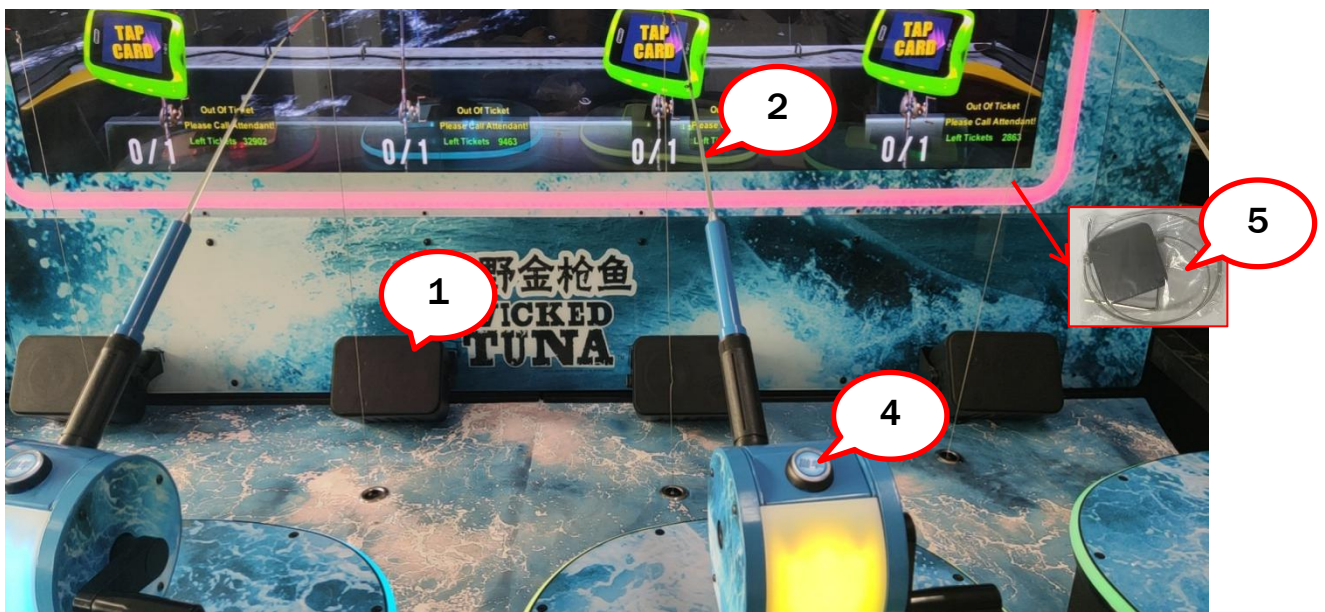 TAP
CARD
TAP
CARD
TAP
CARD
Out Of Ticket
Please Call Attendant!
Left Tickets 32902
0/1
Out Of Ticket
Please Call Attendant!
Left Tickets 9463
0/1
Please
0/1
Out Of Ticket
Please Call Attendant!
Left Tickets 2863
0/1
2
5
1
4
野金枪鱼
WICKED
TUNA